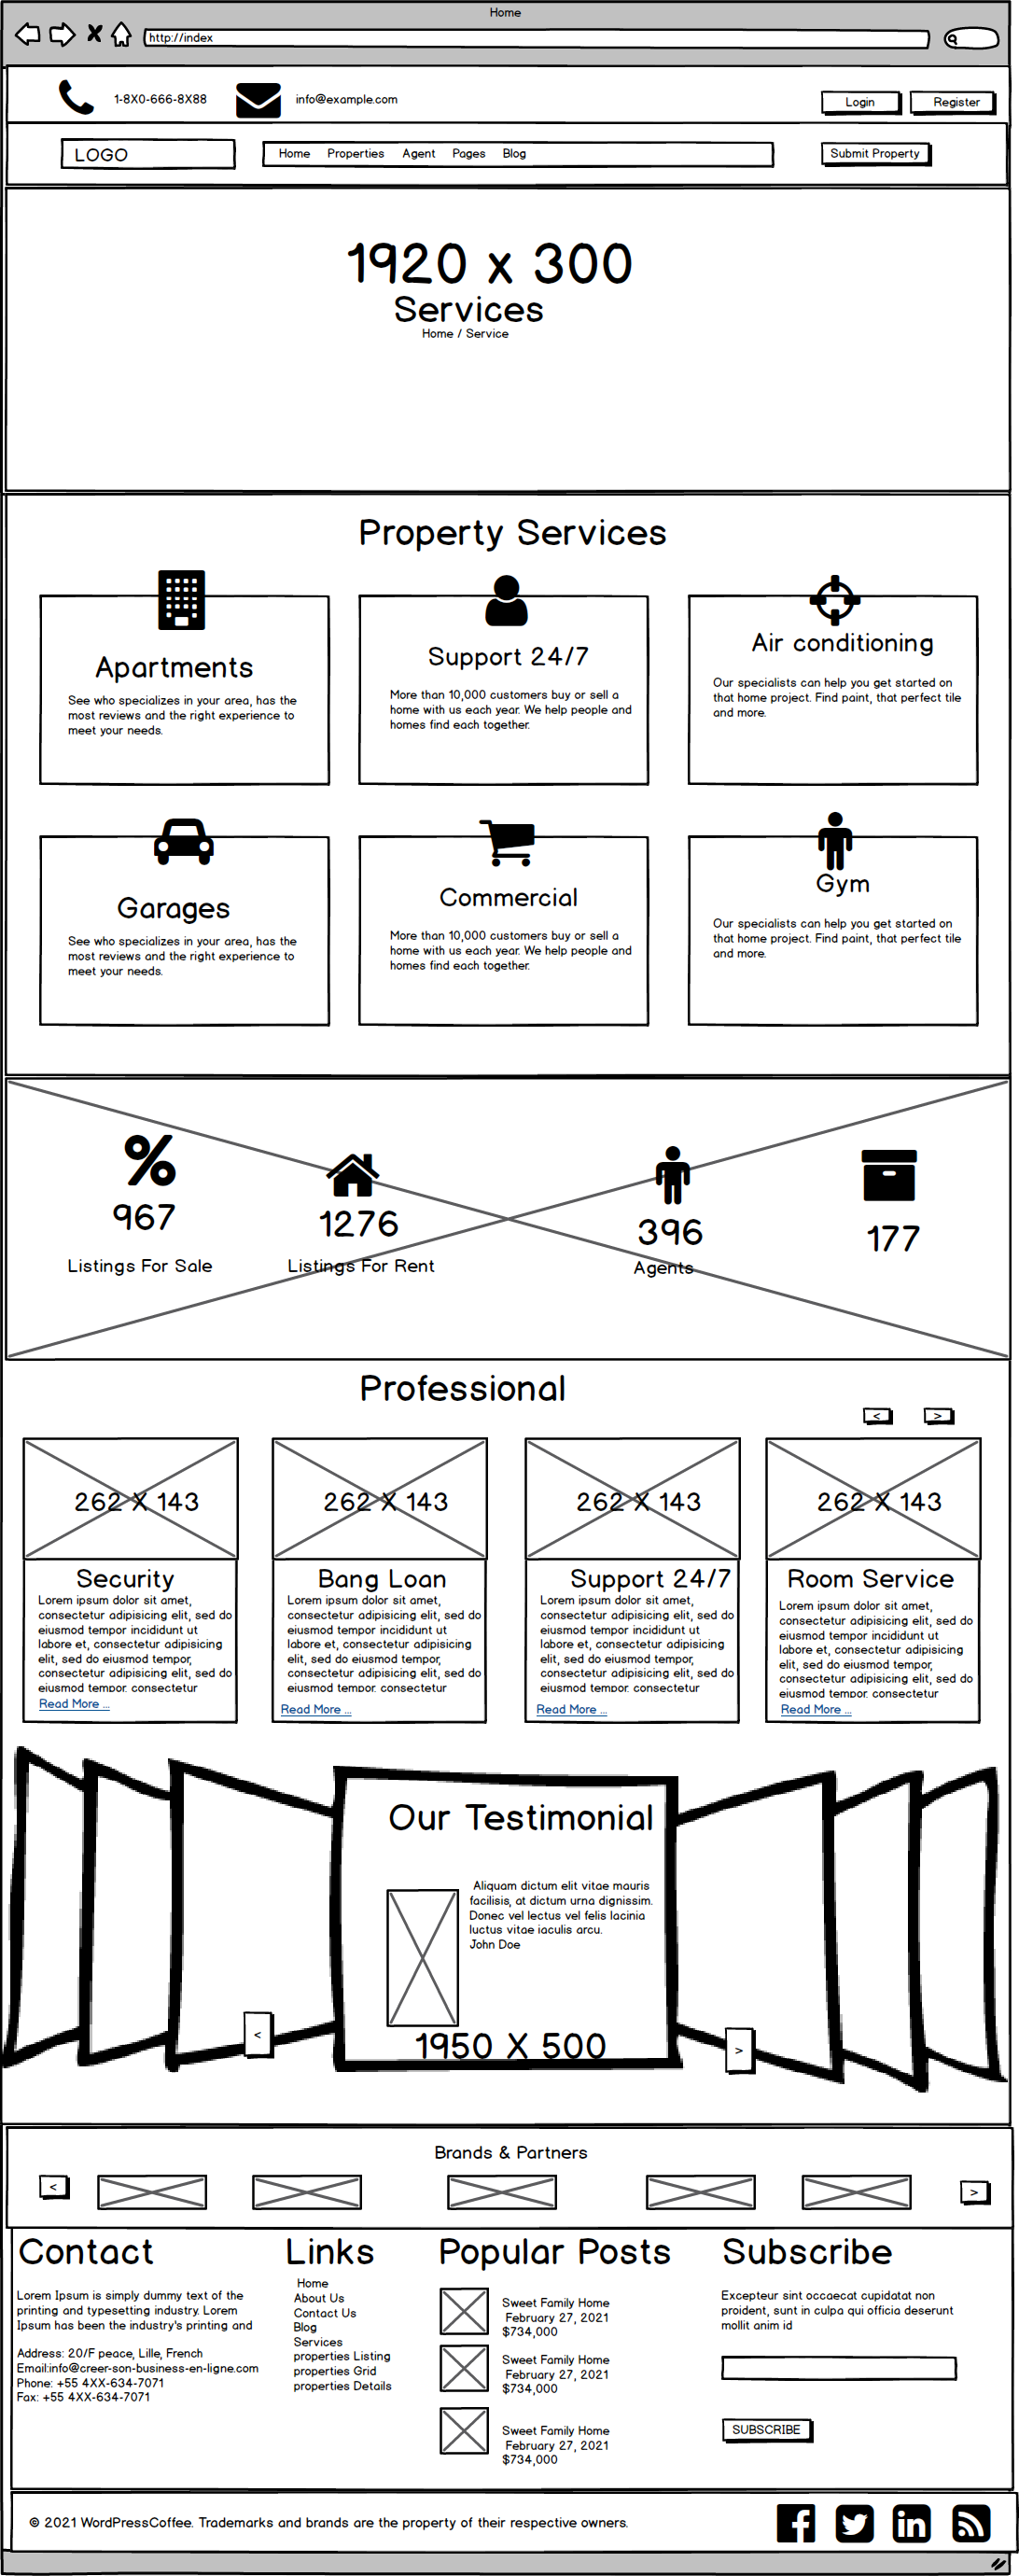 Home
http://index
1-8X0-666-8X88
info@example.com
Login
Register
LOGO
Home
Properties
Agent
Pages
Blog
Submit Property
1920 x 300
Services
Home / Service
Property Services
Apartments
See who specializes in your area, has the
most reviews and the right experience to
meet your needs.
Support 24/7
More than 10,000 customers buy or sell a
home with us each year. We help people and
homes find each together.
Air conditioning
Our specialists can help you get started on
that home project. Find paint, that perfect tile
and more.
Garages
See who specializes in your area, has the
most reviews and the right experience to
meet your needs.
Commercial
More than 10,000 customers buy or sell a
home with us each year. We help people and
homes find each together.
Gym
Our specialists can help you get started on
that home project. Find paint, that perfect tile
and more.
967
Listings For Sale
1276
Listings For Rent
396
Agents
177
Professional
<
>
262 X 143
Security
Lorem ipsum dolor sit amet,
consectetur adipisicing elit, sed do
eiusmod tempor incididunt ut
labore et, consectetur adipisicing
elit, sed do eiusmod tempor,
consectetur adipisicing elit, sed do
eiusmod tempor. consectetur
Read More ...
262 X 143
Bang Loan
Lorem ipsum dolor sit amet,
consectetur adipisicing elit, sed do
eiusmod tempor incididunt ut
labore et, consectetur adipisicing
elit, sed do eiusmod tempor,
consectetur adipisicing elit, sed do
eiusmod tempor. consectetur
Read More ...
262 X 143
Support 24/7
Lorem ipsum dolor sit amet,
consectetur adipisicing elit, sed do
eiusmod tempor incididunt ut
labore et, consectetur adipisicing
elit, sed do eiusmod tempor,
consectetur adipisicing elit, sed do
eiusmod tempor. consectetur
Read More ...
262 X 143
Room Service
Lorem ipsum dolor sit amet,
consectetur adipisicing elit, sed do
eiusmod tempor incididunt ut
labore et, consectetur adipisicing
elit, sed do eiusmod tempor,
consectetur adipisicing elit, sed do
eiusmod tempor. consectetur
Read More ...
Our Testimonial
Aliquam dictum elit vitae mauris
facilisis, at dictum urna dignissim.
Donec vel lectus vel felis lacinia
luctus vitae iaculis arcu.
John Doe
<
>
1950 X 500
Brands & Partners
<
>
Contact
Lorem Ipsum is simply dummy text of the
printing and typesetting industry. Lorem
Ipsum has been the industry's printing and
Address: 20/F peace, Lille, French
Email:info@creer-son-business-en-ligne.com
Phone: +55 4XX-634-7071
Fax: +55 4XX-634-7071
Links
Home
About Us
Contact Us
Blog
Services
properties Listing
properties Grid
properties Details
Popular Posts
Sweet Family Home
February 27, 2021
$734,000
Sweet Family Home
February 27, 2021
$734,000
Sweet Family Home
February 27, 2021
$734,000
Subscribe
Excepteur sint occaecat cupidatat non
proident, sunt in culpa qui officia deserunt
mollit anim id
SUBSCRIBE
© 2021 WordPressCoffee. Trademarks and brands are the property of their respective owners.